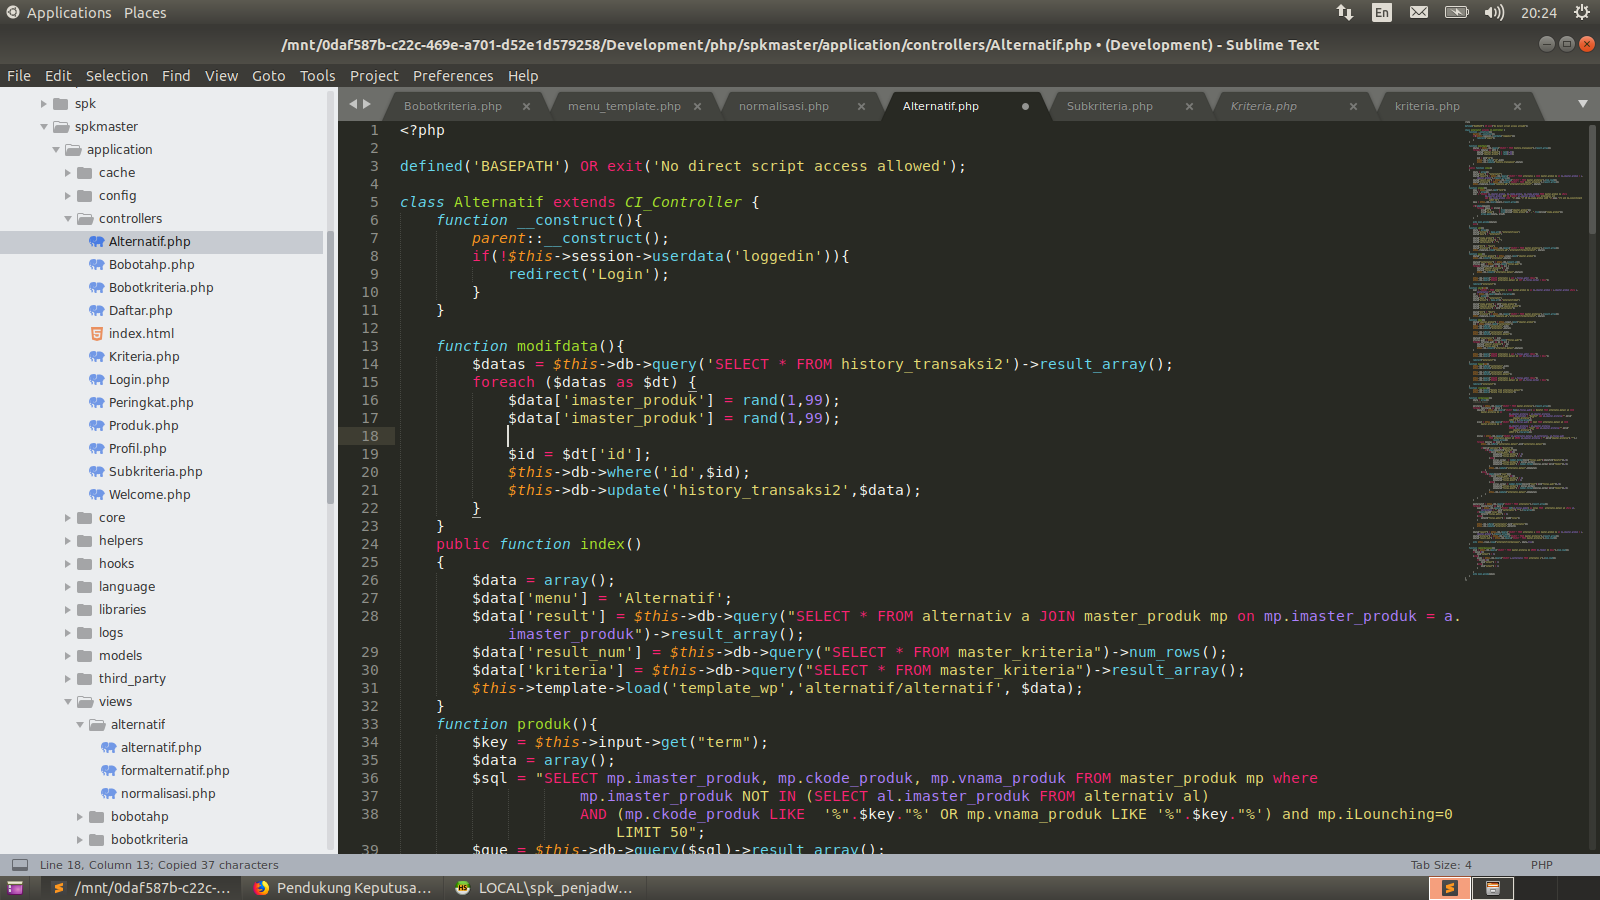 Applications Places En 20:24
/mnt/0daf587b-c22c-469e-a701-d52e1d579258/Development/php/spkmaster/application/controllers/Alternatif.php • (Development) - Sublime Text
File Edit Selection Find View Goto Tools Project Preferences Help
spk
spkmaster
application
cache
config
controllers
Alternatif.php
Bobotahp.php
Bobotkriteria.php
Daftar.php
index.html
Kriteria.php
Login.php
Peringkat.php
Produk.php
Profil.php
Subkriteria.php
Welcome.php
core
helpers
hooks
language
libraries
logs
models
third_party
views
alternatif
alternatif.php
formalternatif.php
normalisasi.php
bobotahp
bobotkriteria
Bobotkriteria.php × menu_template.php × normalisasi.php × Alternatif.php ● Subkriteria.php × Kriteria.php × kriteria.php ×
1 <?php
2
3 defined('BASEPATH') OR exit('No direct script access allowed');
4
5 class Alternatif extends CI_Controller {
6 function __construct(){
7 parent::__construct();
8 if(!$this->session->userdata('loggedin')){
9 redirect('Login');
10 }
11 }
12
13 function modifdata(){
14 $datas = $this->db->query('SELECT * FROM history_transaksi2')->result_array();
15 foreach ($datas as $dt) {
16 $data['imaster_produk'] = rand(1,99);
17 $data['imaster_produk'] = rand(1,99);
18
19 $id = $dt['id'];
20 $this->db->where('id',$id);
21 $this->db->update('history_transaksi2',$data);
22 }
23 }
24 public function index()
25 {
26 $data = array();
27 $data['menu'] = 'Alternatif';
28 $data['result'] = $this->db->query("SELECT * FROM alternativ a JOIN master_produk mp on mp.imaster_produk = a.
imaster_produk")->result_array();
29 $data['result_num'] = $this->db->query("SELECT * FROM master_kriteria")->num_rows();
30 $data['kriteria'] = $this->db->query("SELECT * FROM master_kriteria")->result_array();
31 $this->template->load('template_wp','alternatif/alternatif', $data);
32 }
33 function produk(){
34 $key = $this->input->get("term");
35 $data = array();
36 $sql = "SELECT mp.imaster_produk, mp.ckode_produk, mp.vnama_produk FROM master_produk mp where
37 mp.imaster_produk NOT IN (SELECT al.imaster_produk FROM alternativ al)
38 AND (mp.ckode_produk LIKE '%".$key."%' OR mp.vnama_produk LIKE '%".$key."%') and mp.iLounching=0
LIMIT 50";
39 $que = $this->db->query($sql)->result_array();
Line 18, Column 13; Copied 37 characters Tab Size: 4 PHP
/mnt/0daf587b-c22c-... Pendukung Keputusa... LOCAL\spk_penjadw...